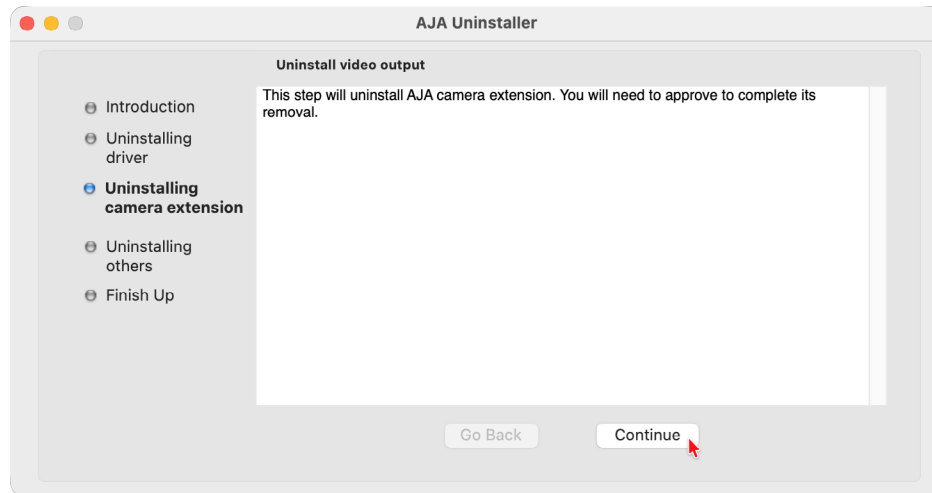 AJA Uninstaller
Uninstall video output
Introduction
Uninstalling
driver
Uninstalling
camera extension
Uninstalling
others
Finish Up
This step will uninstall AJA camera extension. You will need to approve to complete its
removal.
Go Back
Continue